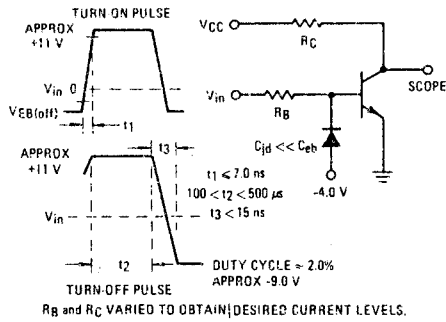 TURN-ON PULSE
APPROX
+11 V
Vin 0
VEB(off)
t1
t3
APPROX
+11 V
Vin
t2
TURN-OFF PULSE
t1 ≤ 7.0 ns
100 < t2 < 500 µs
t3 < 15 ns
DUTY CYCLE ≈ 2.0%
APPROX -9.0 V
VCC
RC
SCOPE
Vin
RB
Cjd << Ceb
-4.0 V
RB and RC VARIED TO OBTAIN DESIRED CURRENT LEVELS.